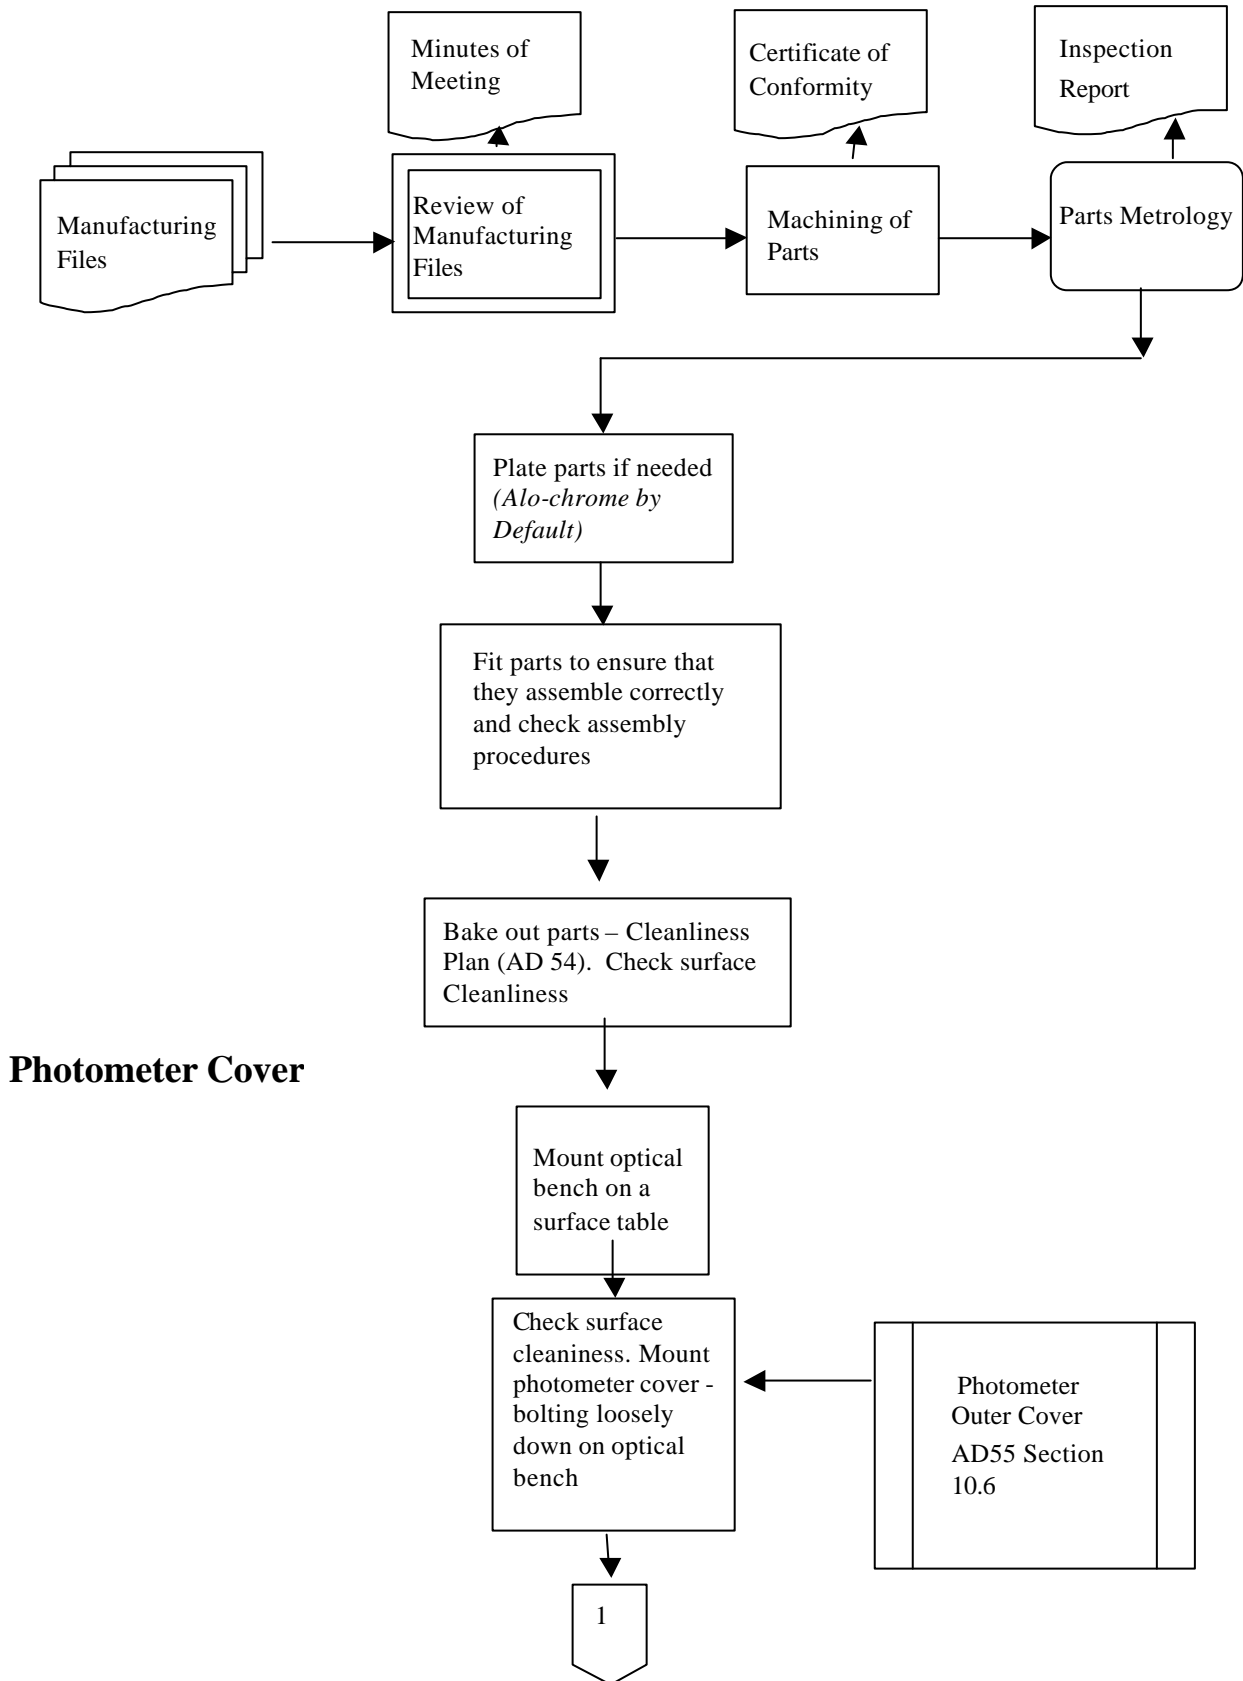 Minutes of
Meeting
Certificate of
Conformity
Inspection
Report
Manufacturing
Files
Review of
Manufacturing
Files
Machining of
Parts
Parts Metrology
Plate parts if needed
(Alo-chrome by
Default)
Fit parts to ensure that
they assemble correctly
and check assembly
procedures
Bake out parts – Cleanliness
Plan (AD 54).  Check surface
Cleanliness
Photometer Cover
Mount optical
bench on a
surface table
Check surface
cleaniness. Mount
photometer cover -
bolting loosely
down on optical
bench
Photometer
Outer Cover
AD55 Section
10.6
1